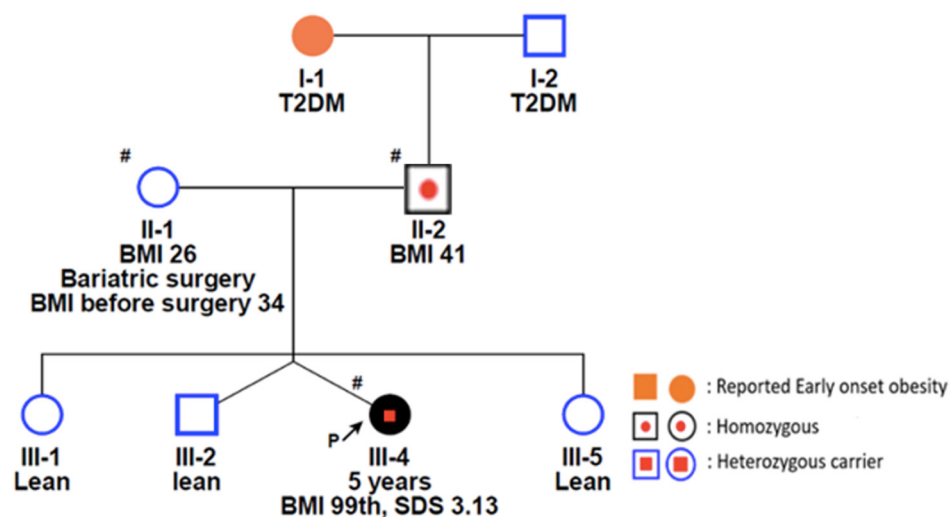 I-1
T2DM
I-2
T2DM
#
II-1
BMI 26
Bariatric surgery
BMI before surgery 34
#
II-2
BMI 41
III-1
Lean
III-2
lean
#
P
III-4
5 years
BMI 99th, SDS 3.13
III-5
Lean
: Reported Early onset obesity
: Homozygous
: Heterozygous carrier